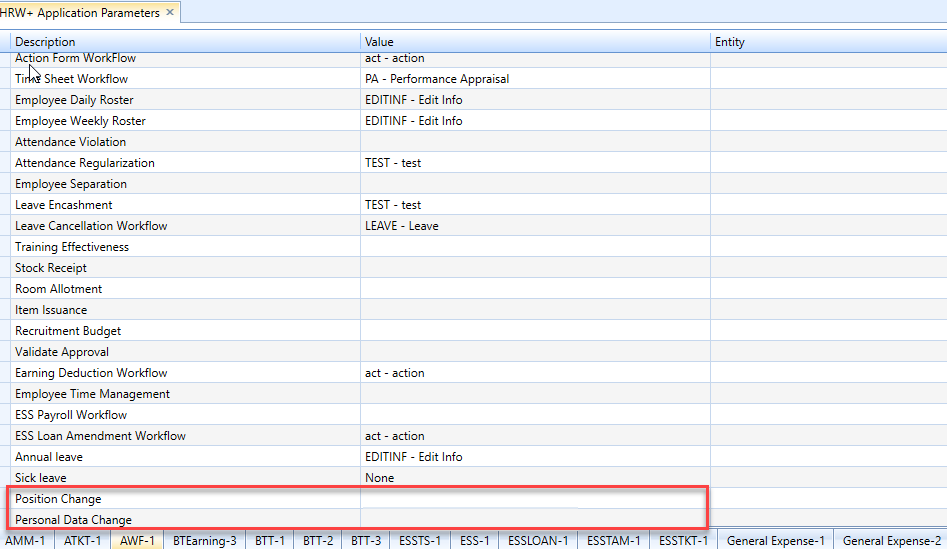 HRW+ Application Parameters
Description Value Entity
Action Form WorkFlow act - action
Time Sheet Workflow PA - Performance Appraisal
Employee Daily Roster EDITINF - Edit Info
Employee Weekly Roster EDITINF - Edit Info
Attendance Violation
Attendance Regularization TEST - test
Employee Separation
Leave Encashment TEST - test
Leave Cancellation Workflow LEAVE - Leave
Training Effectiveness
Stock Receipt
Room Allotment
Item Issuance
Recruitment Budget
Validate Approval
Earning Deduction Workflow act - action
Employee Time Management
ESS Payroll Workflow
ESS Loan Amendment Workflow act - action
Annual leave EDITINF - Edit Info
Sick leave None
Position Change
Personal Data Change
AMM-1 ATKT-1 AWF-1 BTEarning-3 BTT-1 BTT-2 BTT-3 ESSTS-1 ESS-1 ESSLOAN-1 ESSTAM-1 ESSTKT-1 General Expense-1 General Expense-2